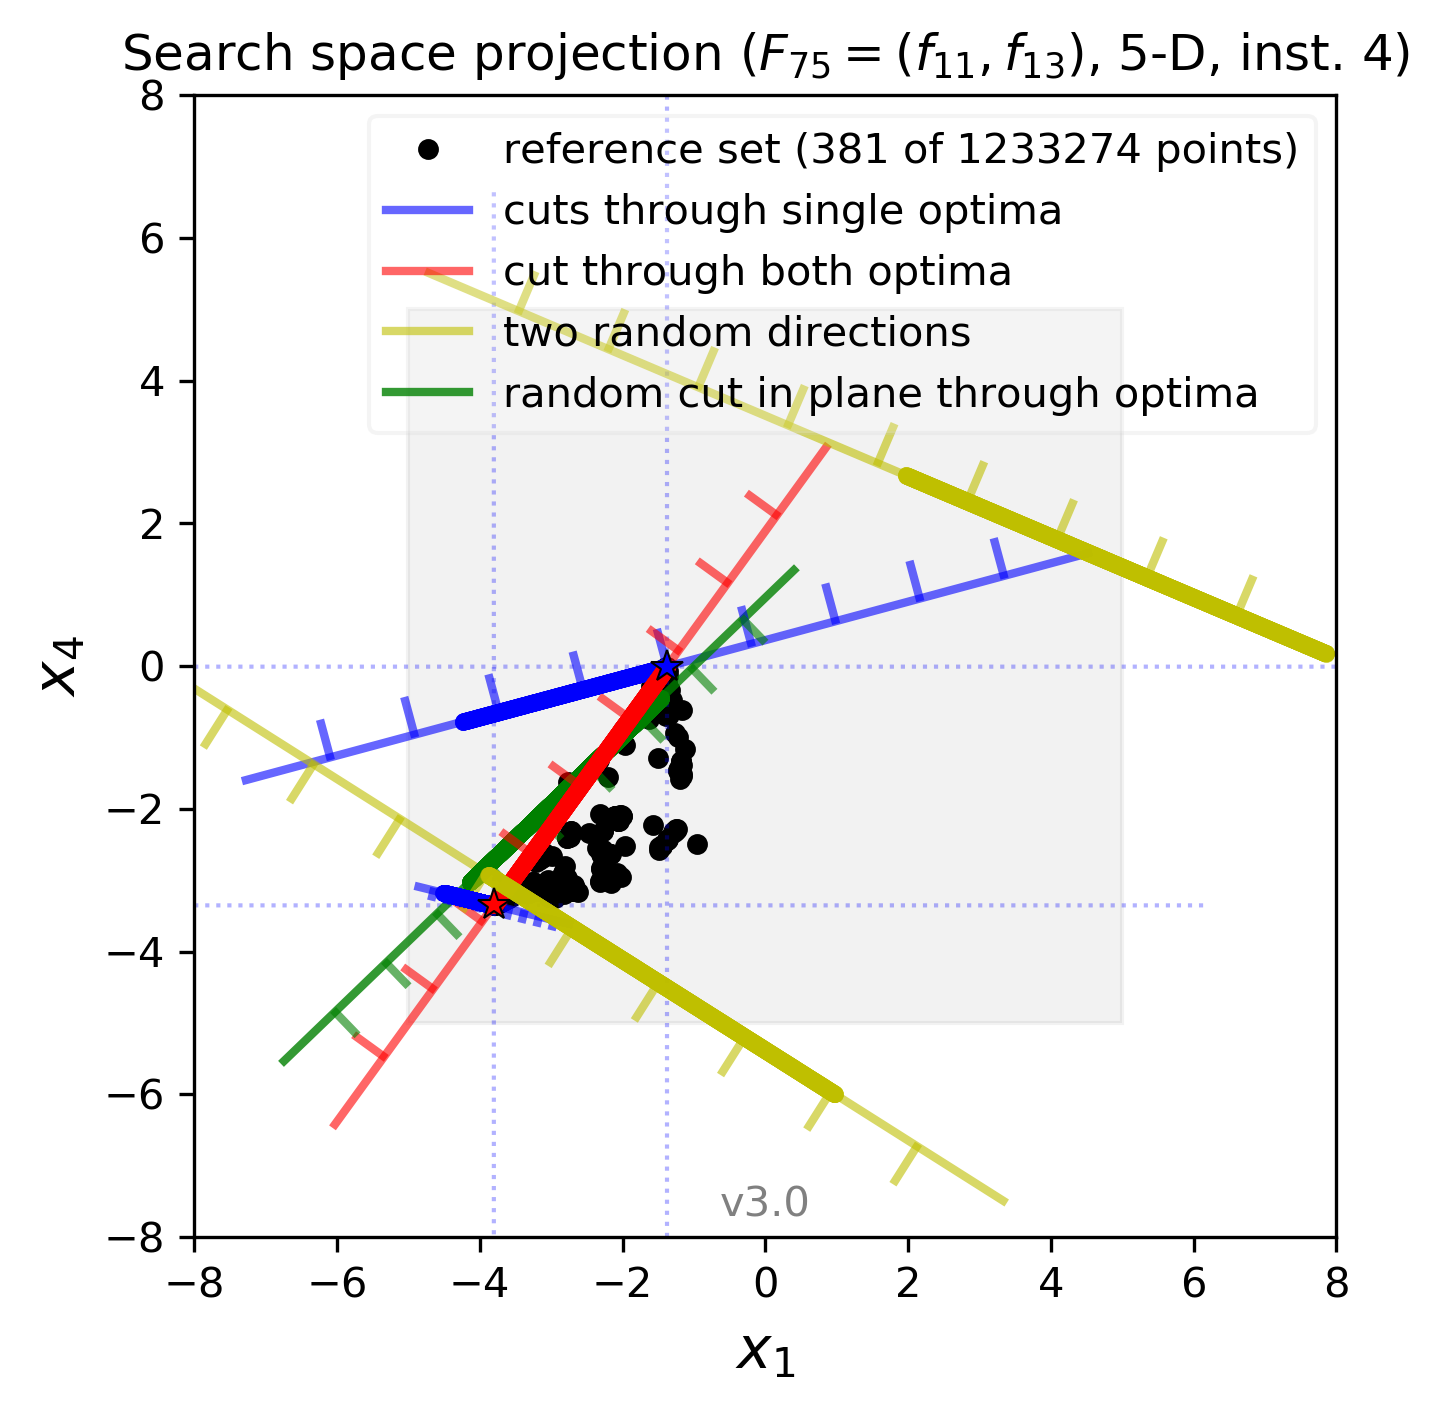 Search space projection ($F_{75} = (f_{11}, f_{13})$, 5-D, inst. 4)
8
6
4
2
0
−2
−4
−6
−8
x₄
reference set (381 of 1233274 points)
cuts through single optima
cut through both optima
two random directions
random cut in plane through optima
v3.0
−8 −6 −4 −2 0 2 4 6 8
x₁